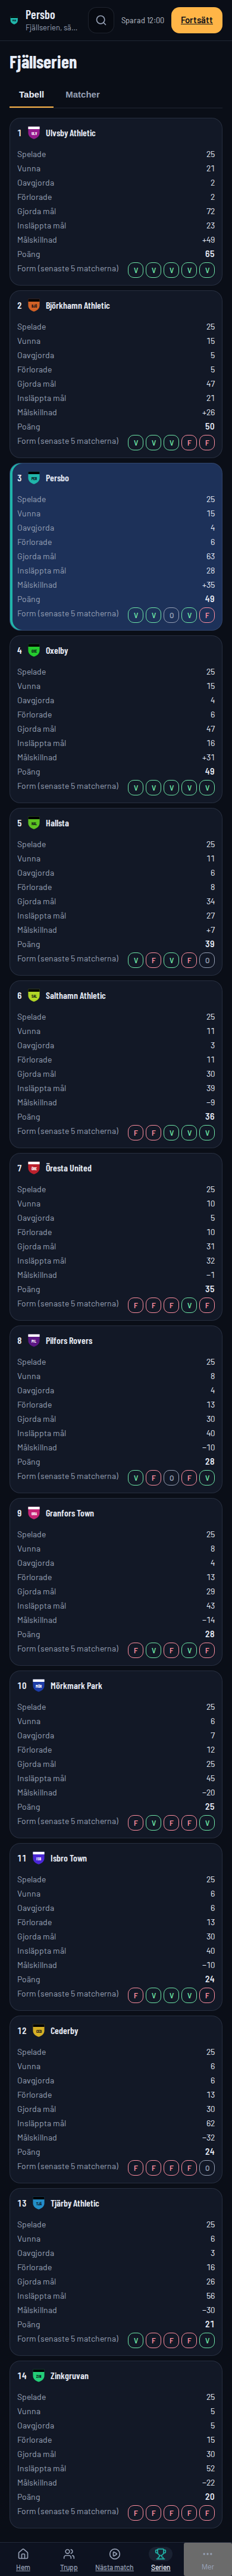 Persbo
Fjällserien, sä...
Sparad 12:00
Fortsätt
Fjällserien
Tabell Matcher
1 Ulvsby Athletic
Spelade 25
Vunna 21
Oavgjorda 2
Förlorade 2
Gjorda mål 72
Insläppta mål 23
Målskillnad +49
Poäng 65
Form (senaste 5 matcherna) V V V V V
2 Björkhamn Athletic
Spelade 25
Vunna 15
Oavgjorda 5
Förlorade 5
Gjorda mål 47
Insläppta mål 21
Målskillnad +26
Poäng 50
Form (senaste 5 matcherna) V V V F F
3 Persbo
Spelade 25
Vunna 15
Oavgjorda 4
Förlorade 6
Gjorda mål 63
Insläppta mål 28
Målskillnad +35
Poäng 49
Form (senaste 5 matcherna) V V O V F
4 Oxelby
Spelade 25
Vunna 15
Oavgjorda 4
Förlorade 6
Gjorda mål 47
Insläppta mål 16
Målskillnad +31
Poäng 49
Form (senaste 5 matcherna) V V V V V
5 Hallsta
Spelade 25
Vunna 11
Oavgjorda 6
Förlorade 8
Gjorda mål 34
Insläppta mål 27
Målskillnad +7
Poäng 39
Form (senaste 5 matcherna) V F V F O
6 Salthamn Athletic
Spelade 25
Vunna 11
Oavgjorda 3
Förlorade 11
Gjorda mål 30
Insläppta mål 39
Målskillnad −9
Poäng 36
Form (senaste 5 matcherna) F F V V V
7 Öresta United
Spelade 25
Vunna 10
Oavgjorda 5
Förlorade 10
Gjorda mål 31
Insläppta mål 32
Målskillnad −1
Poäng 35
Form (senaste 5 matcherna) F F F V F
8 Pilfors Rovers
Spelade 25
Vunna 8
Oavgjorda 4
Förlorade 13
Gjorda mål 30
Insläppta mål 40
Målskillnad −10
Poäng 28
Form (senaste 5 matcherna) V F O F V
9 Granfors Town
Spelade 25
Vunna 8
Oavgjorda 4
Förlorade 13
Gjorda mål 29
Insläppta mål 43
Målskillnad −14
Poäng 28
Form (senaste 5 matcherna) F V F V F
10 Mörkmark Park
Spelade 25
Vunna 6
Oavgjorda 7
Förlorade 12
Gjorda mål 25
Insläppta mål 45
Målskillnad −20
Poäng 25
Form (senaste 5 matcherna) F V F F V
11 Isbro Town
Spelade 25
Vunna 6
Oavgjorda 6
Förlorade 13
Gjorda mål 30
Insläppta mål 40
Målskillnad −10
Poäng 24
Form (senaste 5 matcherna) F V V V F
12 Cederby
Spelade 25
Vunna 6
Oavgjorda 6
Förlorade 13
Gjorda mål 30
Insläppta mål 62
Målskillnad −32
Poäng 24
Form (senaste 5 matcherna) F F F F O
13 Tjärby Athletic
Spelade 25
Vunna 6
Oavgjorda 3
Förlorade 16
Gjorda mål 26
Insläppta mål 56
Målskillnad −30
Poäng 21
Form (senaste 5 matcherna) V F F F V
14 Zinkgruvan
Spelade 25
Vunna 5
Oavgjorda 5
Förlorade 15
Gjorda mål 30
Insläppta mål 52
Målskillnad −22
Poäng 20
Form (senaste 5 matcherna) F F F F F
Hem Trupp Nästa match Serien Mer